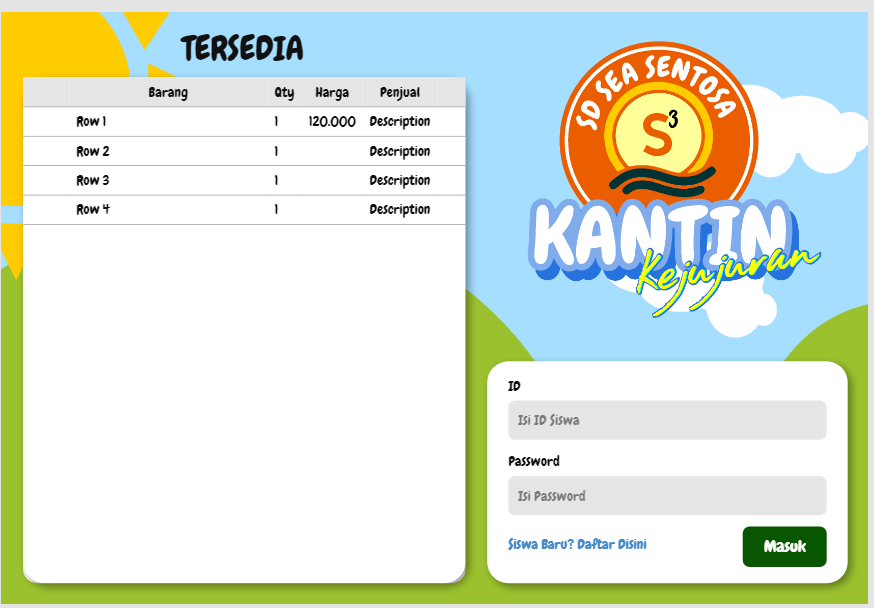 TERSEDIA
Barang Qty Harga Penjual
Row 1 1 120.000 Description
Row 2 1 Description
Row 3 1 Description
Row 4 1 Description
SD SEA SENTOSA
S3
KANTIN
Kejujuran
ID
Isi ID Siswa
Password
Isi Password
Siswa Baru? Daftar Disini
Masuk